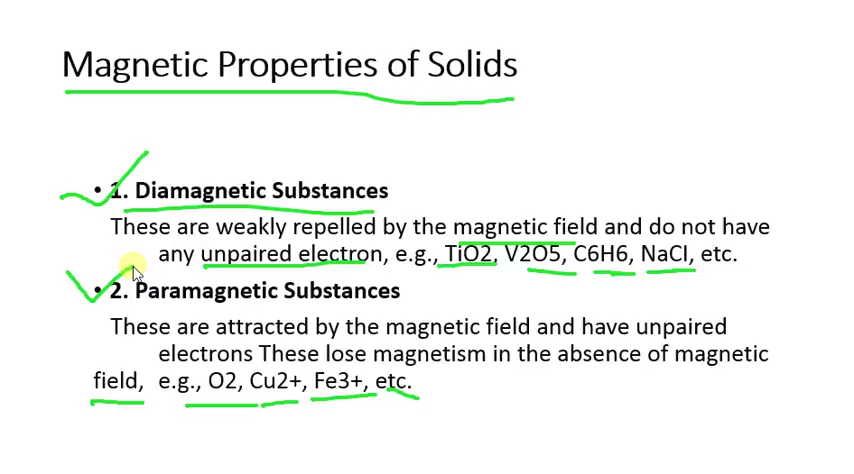 Magnetic Properties of Solids
• 1. Diamagnetic Substances
These are weakly repelled by the magnetic field and do not have
any unpaired electron, e.g., TiO2, V2O5, C6H6, NaCI, etc.
• 2. Paramagnetic Substances
These are attracted by the magnetic field and have unpaired
electrons These lose magnetism in the absence of magnetic
field, e.g., O2, Cu2+, Fe3+, etc.